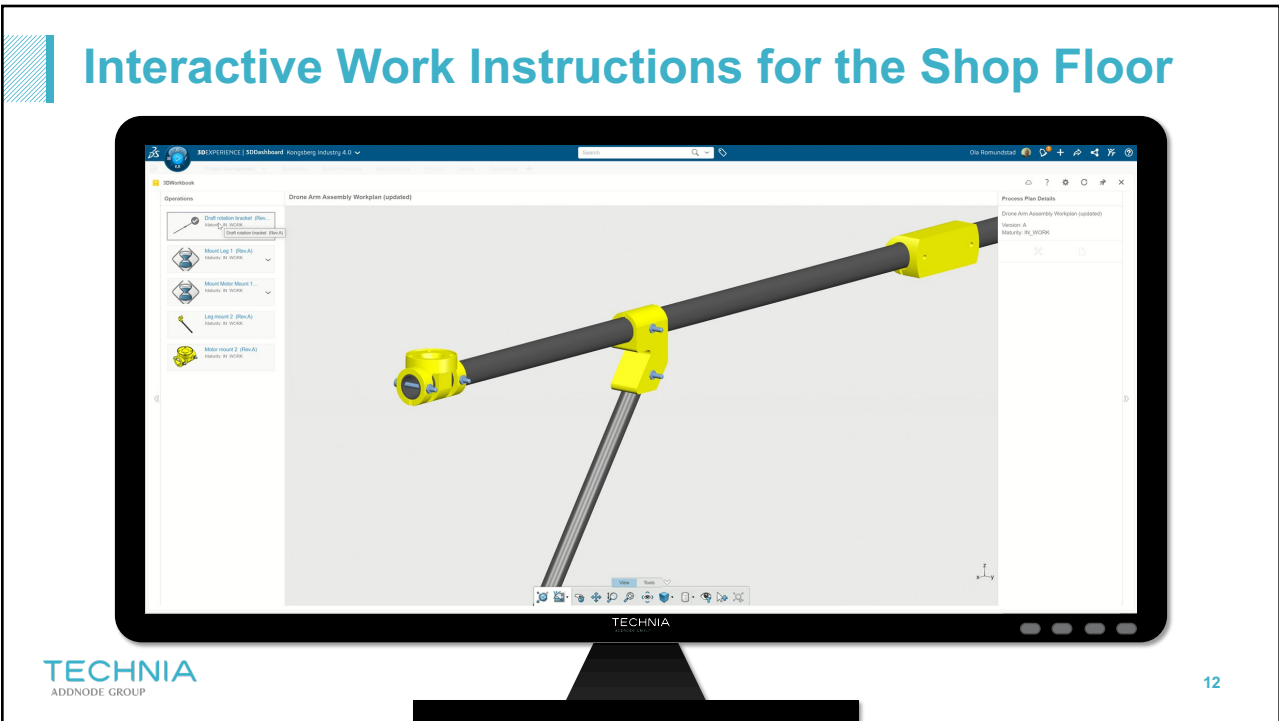 Interactive Work Instructions for the Shop Floor
3DEXPERIENCE | 3DDashboard Kongsberg Industry 4.0
Search
Ola Romundstad
3DWorkbook
Operations
Drone Arm Assembly Workplan (updated)
Process Plan Details
Draft rotation bracket (Rev...
Maturity: IN_WORK
Draft rotation bracket (Rev.A)
Mount Leg 1 (Rev.A)
Maturity: IN_WORK
Mount Motor Mount 1...
Maturity: IN_WORK
Leg mount 2 (Rev.A)
Maturity: IN_WORK
Motor mount 2 (Rev.A)
Maturity: IN_WORK
Drone Arm Assembly Workplan (updated)
Version: A
Maturity: IN_WORK
z
x y
View Tools
TECHNIA
ADDNODE GROUP
TECHNIA
ADDNODE GROUP
12